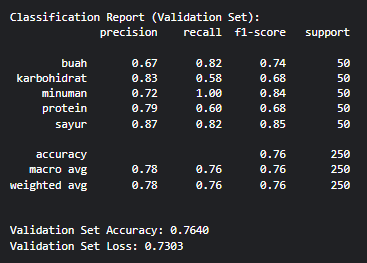 Classification Report (Validation Set):
precision recall f1-score support
buah 0.67 0.82 0.74 50
karbohidrat 0.83 0.58 0.68 50
minuman 0.72 1.00 0.84 50
protein 0.79 0.60 0.68 50
sayur 0.87 0.82 0.85 50
accuracy 0.76 250
macro avg 0.78 0.76 0.76 250
weighted avg 0.78 0.76 0.76 250
Validation Set Accuracy: 0.7640
Validation Set Loss: 0.7303